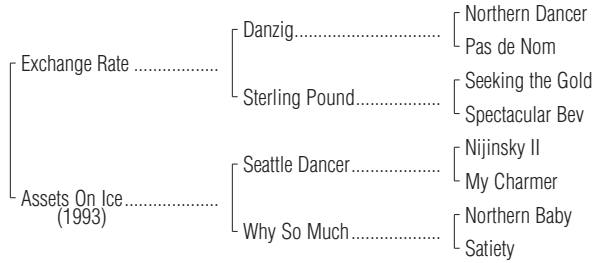 Northern Dancer
Danzig..............................
Pas de Nom
Exchange Rate .................
Seeking the Gold
Sterling Pound.................
Spectacular Bev
Nijinsky II
Seattle Dancer..................
My Charmer
Assets On Ice...................
(1993)
Northern Baby
Why So Much..................
Satiety